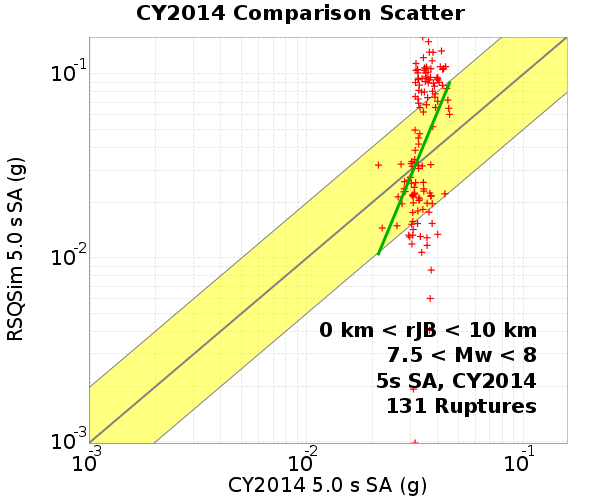 CY2014 Comparison Scatter
RSQSim 5.0 s SA (g)
10-1
10-2
10-3
0 km < rJB < 10 km
7.5 < Mw < 8
5s SA, CY2014
131 Ruptures
10-3 10-2 10-1
CY2014 5.0 s SA (g)